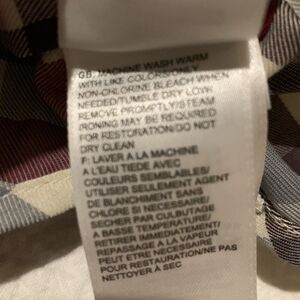 GB: MACHINE WASH WARM
WITH LIKE COLORS/ONLY
NON-CHLORINE BLEACH WHEN
NEEDED/TUMBLE DRY LOW/
REMOVE PROMPTLY/STEAM
IRONING MAY BE REQUIRED
FOR RESTORATION/DO NOT
DRY CLEAN
F: LAVER A LA MACHINE
A L'EAU TIEDE AVEC
COULEURS SEMBLABLES/
UTILISER SEULEMENT AGENT
DE BLANCHIMENT SANS
CHLORE SI NECESSAIRE/
SECHER PAR CULBUTAGE
A BASSE TEMPERATURE/
RETIRER IMMEDIATEMENT/
REPASSAGE A LA VAPEUR
POUR RESTAURATION/NE PAS
NETTOYER A SEC